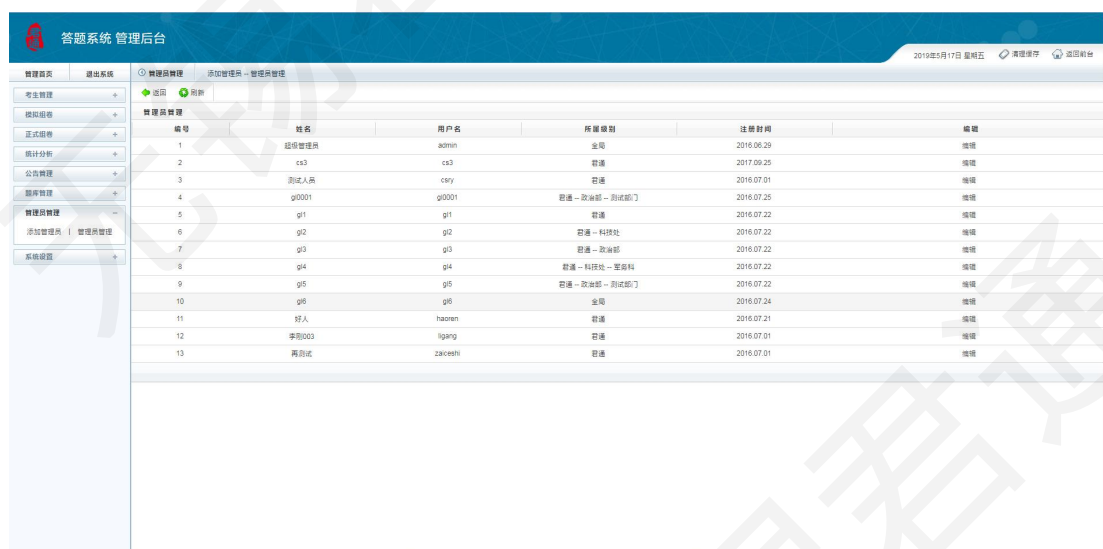 答题系统 管理后台
2019年5月17日 星期五 清理缓存 返回前台
管理首页 退出系统 管理员管理 添加管理员 -- 管理员管理
考生管理 +
返回 刷新
模拟组卷 +
管理员管理
正式组卷 +
统计分析 +
公告管理 +
题库管理 +
管理员管理 −
添加管理员 | 管理员管理
系统设置 +
编号 姓名 用户名 所属级别 注册时间 编辑
1 超级管理员 admin 全局 2016.06.29 编辑
2 cs3 cs3 君通 2017.09.25 编辑
3 测试人员 csry 君通 2016.07.01 编辑
4 gl0001 gl0001 君通 -- 政治部 -- 测试部门 2016.07.25 编辑
5 gl1 gl1 君通 2016.07.22 编辑
6 gl2 gl2 君通 -- 科技处 2016.07.22 编辑
7 gl3 gl3 君通 -- 政治部 2016.07.22 编辑
8 gl4 gl4 君通 -- 科技处 -- 军务科 2016.07.22 编辑
9 gl5 gl5 君通 -- 政治部 -- 测试部门 2016.07.22 编辑
10 gl6 gl6 全局 2016.07.24 编辑
11 好人 haoren 君通 2016.07.21 编辑
12 李刚003 ligang 君通 2016.07.01 编辑
13 再测试 zaiceshi 君通 2016.07.01 编辑
君通